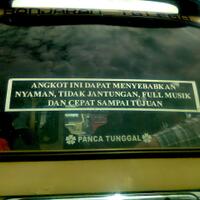 ANGKOT INI DAPAT MENYEBABKAN
NYAMAN, TIDAK JANTUNGAN, FULL MUSIK
DAN CEPAT SAMPAI TUJUAN
PANCA TUNGGAL